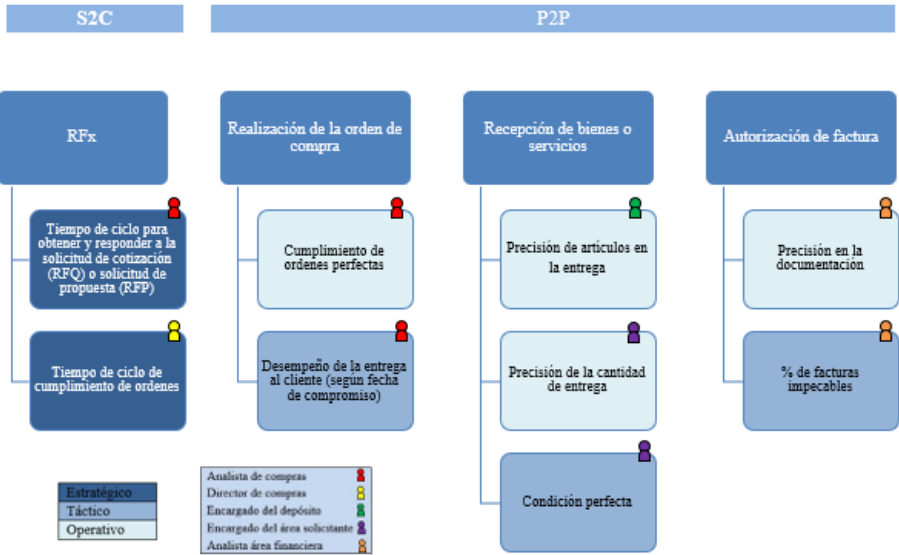 S2C
P2P
RFx
Realización de la orden de
compra
Recepción de bienes o
servicios
Autorización de factura
Tiempo de ciclo para
obtener y responder a la
solicitud de cotización
(RFQ) o solicitud de
propuesta (RFP)
Cumplimiento de
ordenes perfectas
Precisión de artículos en
la entrega
Precisión en la
documentación
Tiempo de ciclo de
cumplimiento de ordenes
Desempeño de la entrega
al cliente (según fecha
de compromiso)
Precisión de la cantidad
de entrega
% de facturas
impecables
Condición perfecta
Estratégico
Táctico
Operativo
Analista de compras
Director de compras
Encargado del depósito
Encargado del área solicitante
Analista área financiera